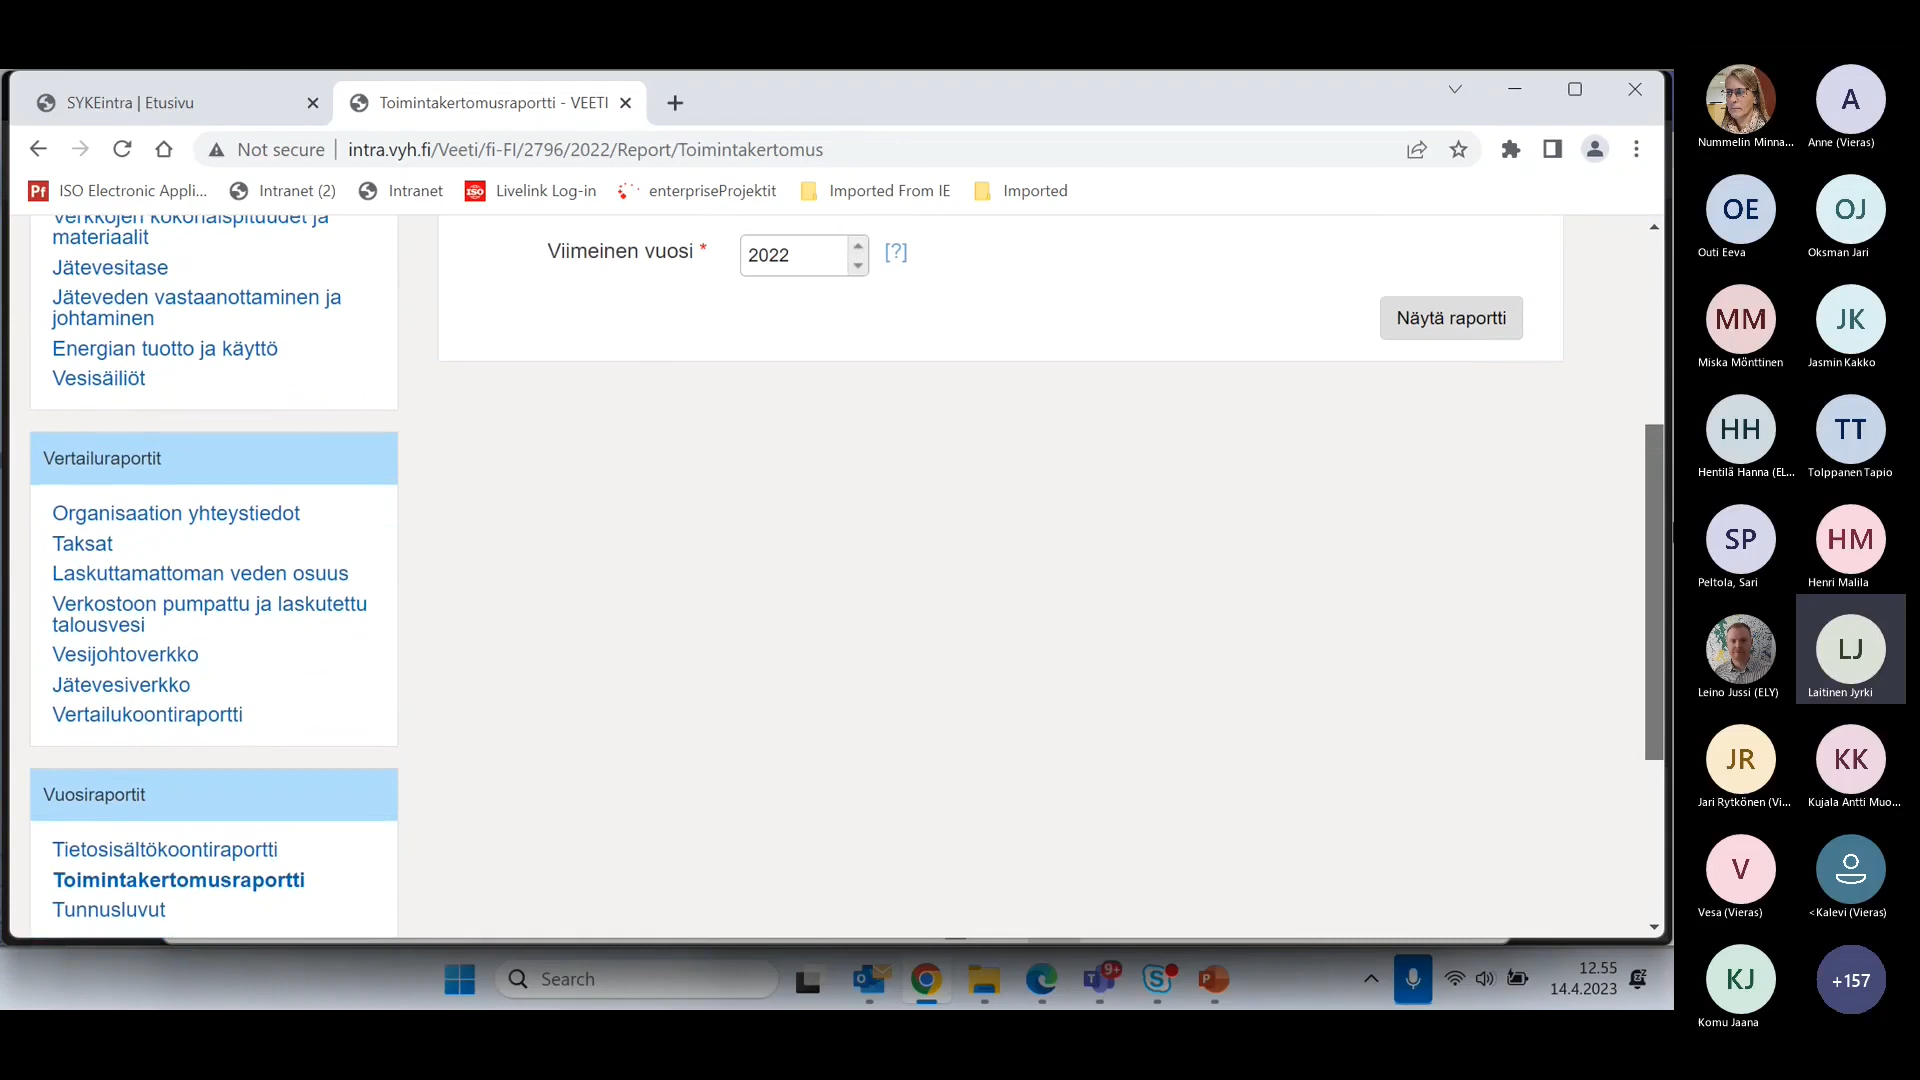 SYKEintra | Etusivu
Toimintakertomusraportti - VEETI
Not secure
intra.vyh.fi/Veeti/fi-FI/2796/2022/Report/Toimintakertomus
Pf
ISO Electronic Appli...
Intranet (2)
Intranet
ISO
Livelink Log-in
enterpriseProjektit
Imported From IE
Imported
Verkkojen kokonaispituudet ja
materiaalit
Jätevesitase
Jäteveden vastaanottaminen ja
johtaminen
Energian tuotto ja käyttö
Vesisäiliöt
Viimeinen vuosi *
2022
[?]
Näytä raportti
Vertailuraportit
Organisaation yhteystiedot
Taksat
Laskuttamattoman veden osuus
Verkostoon pumpattu ja laskutettu
talousvesi
Vesijohtoverkko
Jätevesiverkko
Vertailukoontiraportti
Vuosiraportit
Tietosisältökoontiraportti
Toimintakertomusraportti
Tunnusluvut
Search
9+
12.55
14.4.2023
Nummelin Minna...
A
Anne (Vieras)
OE
Outi Eeva
OJ
Oksman Jari
MM
Miska Mönttinen
JK
Jasmin Kakko
HH
Hentilä Hanna (EL...
TT
Tolppanen Tapio
SP
Peltola, Sari
HM
Henri Malila
Leino Jussi (ELY)
LJ
Laitinen Jyrki
JR
Jari Rytkönen (Vi...
KK
Kujala Antti Muo...
V
Vesa (Vieras)
<Kalevi (Vieras)
KJ
Komu Jaana
+157